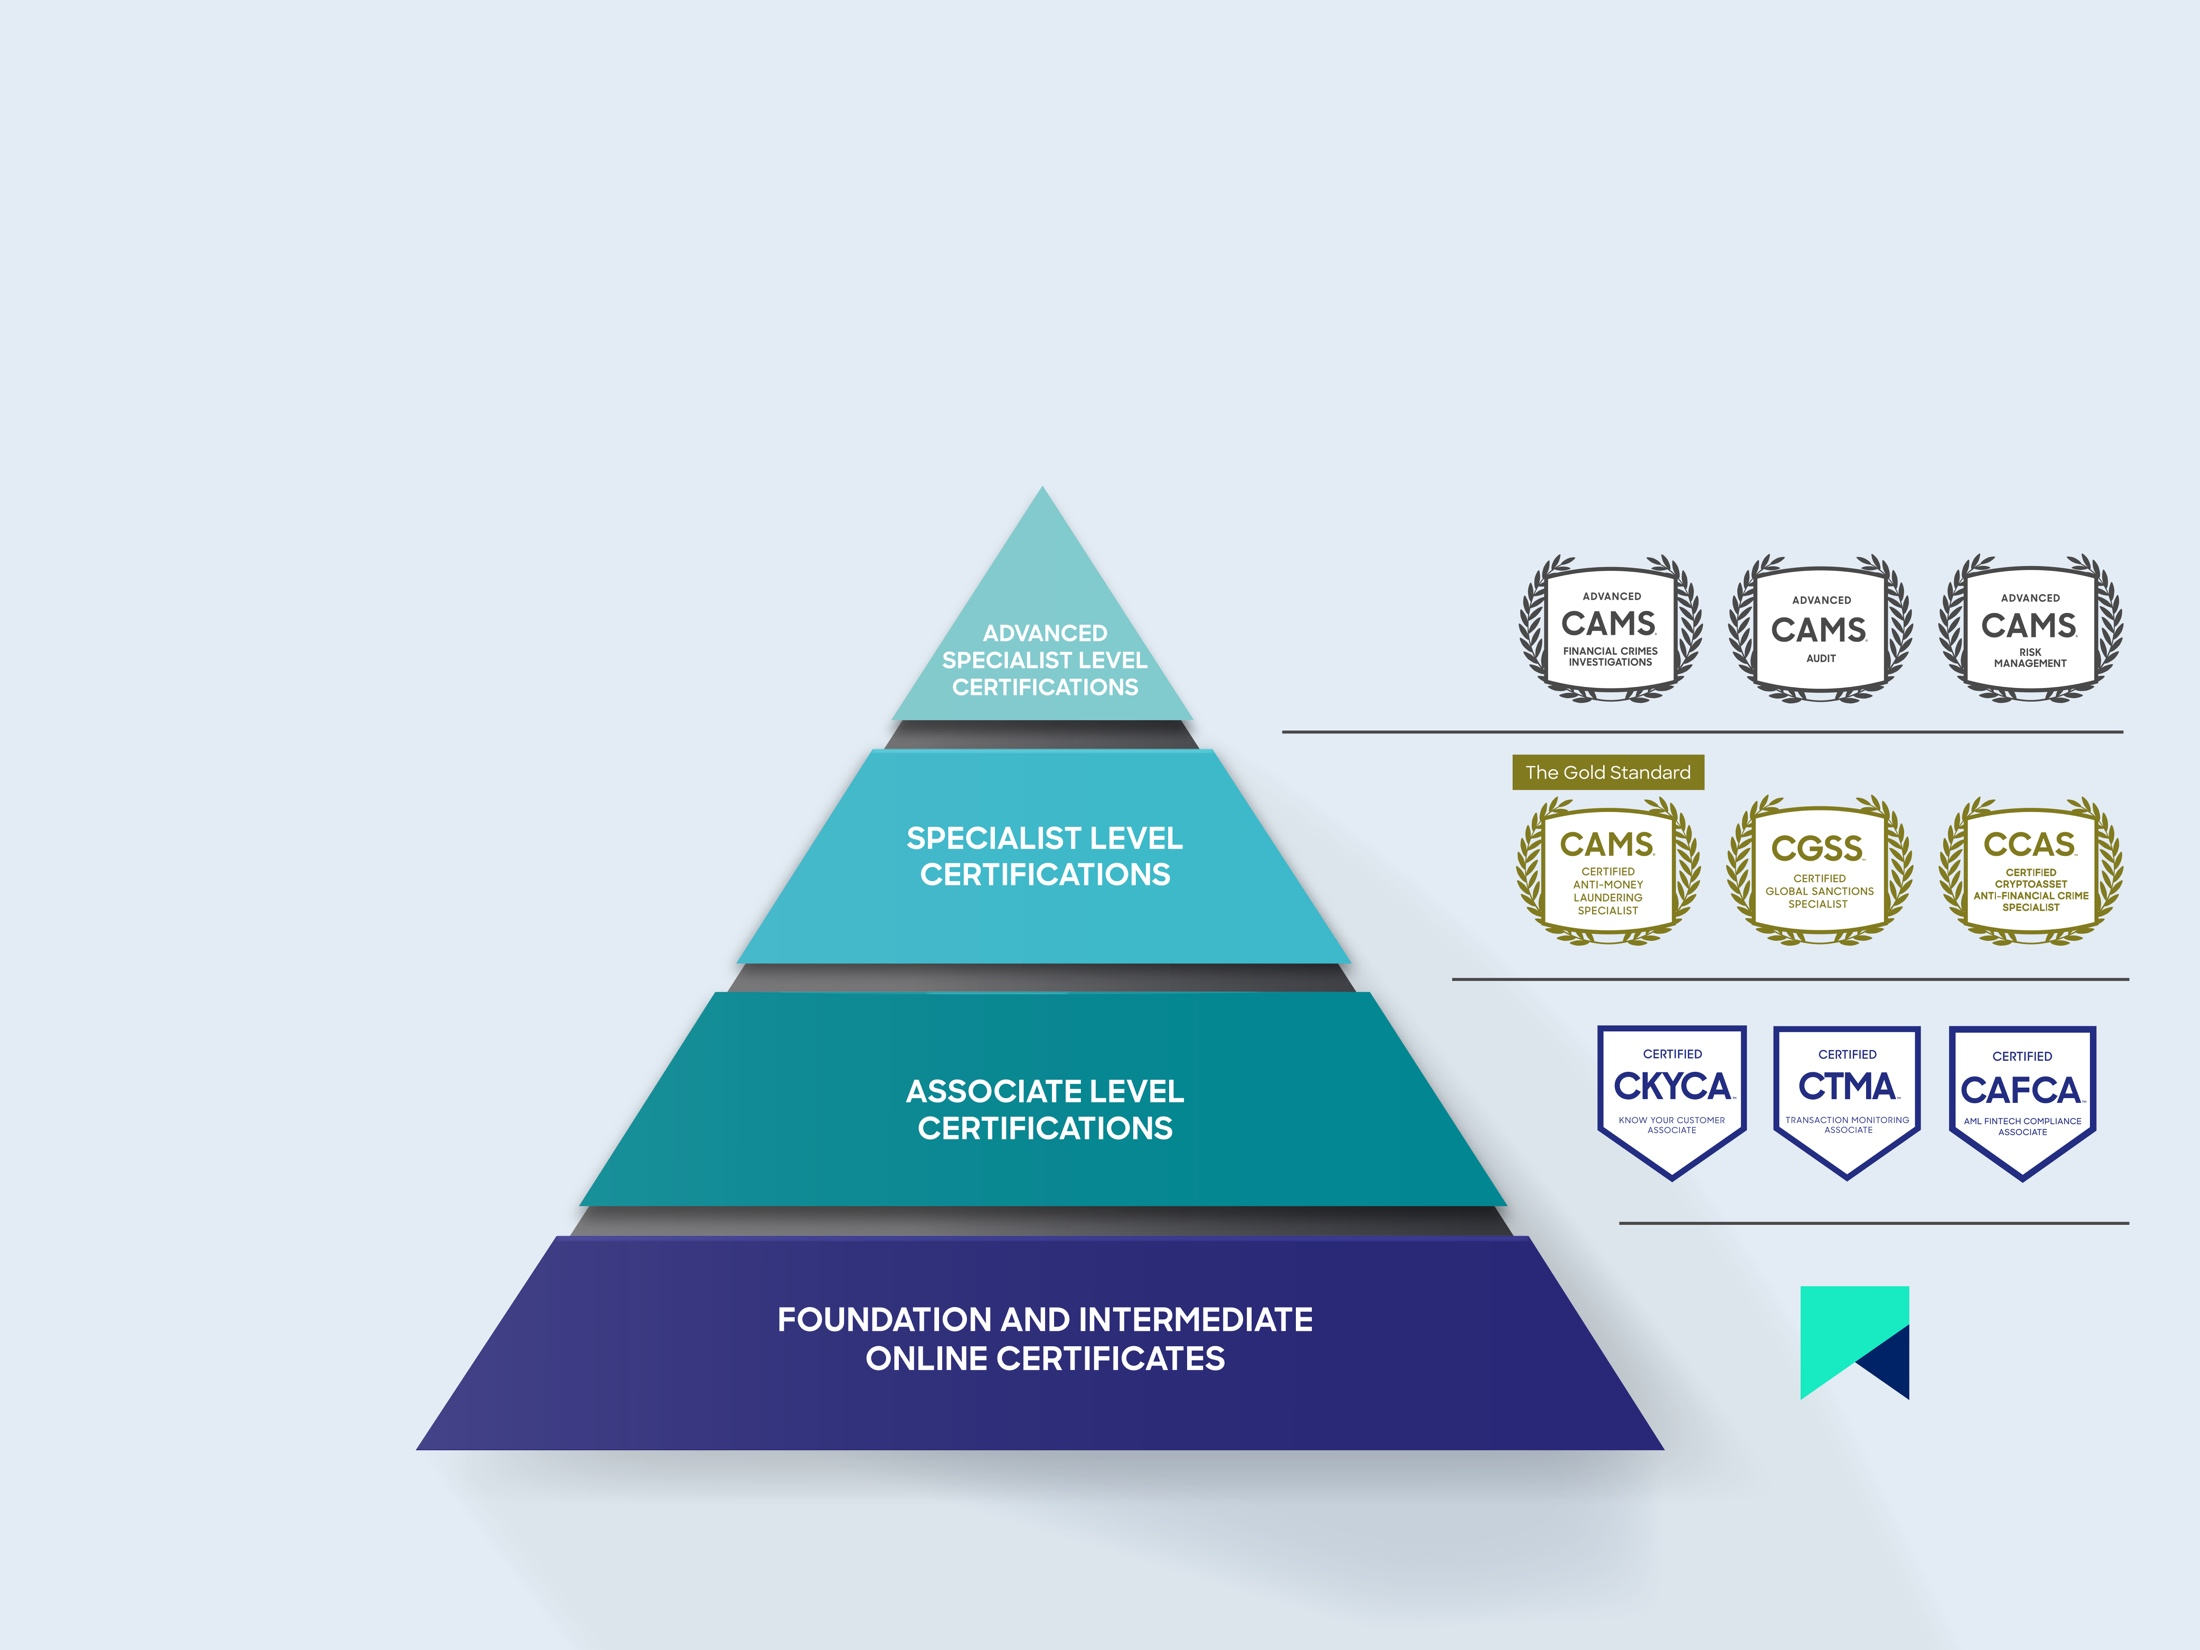 ADVANCED
SPECIALIST LEVEL
CERTIFICATIONS
ADVANCED
CAMS
FINANCIAL CRIMES
INVESTIGATIONS
ADVANCED
CAMS
AUDIT
ADVANCED
CAMS
RISK
MANAGEMENT
SPECIALIST LEVEL
CERTIFICATIONS
The Gold Standard
CAMS
CERTIFIED
ANTI-MONEY
LAUNDERING
SPECIALIST
CGSS
CERTIFIED
GLOBAL SANCTIONS
SPECIALIST
CCAS
CERTIFIED
CRYPTOASSET
ANTI-FINANCIAL CRIME
SPECIALIST
ASSOCIATE LEVEL
CERTIFICATIONS
CERTIFIED
CKYCA
KNOW YOUR CUSTOMER
ASSOCIATE
CERTIFIED
CTMA
TRANSACTION MONITORING
ASSOCIATE
CERTIFIED
CAFCA
AML FINTECH COMPLIANCE
ASSOCIATE
FOUNDATION AND INTERMEDIATE
ONLINE CERTIFICATES